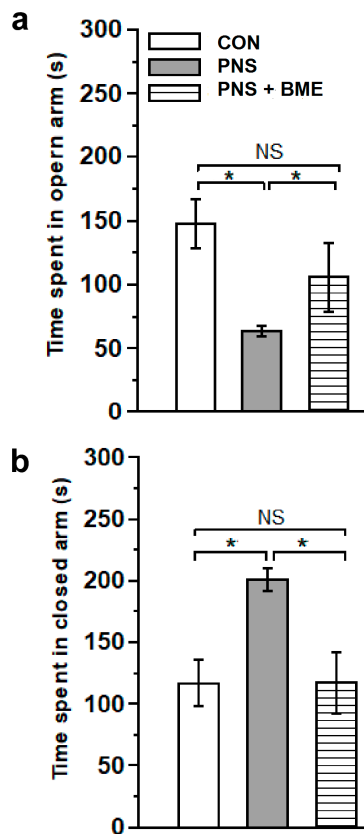 a
Time spent in opern arm (s)
300
250
200
150
100
50
0
CON
PNS
PNS + BME
NS
* *
b
Time spent in closed arm (s)
300
250
200
150
100
50
0
NS
* *